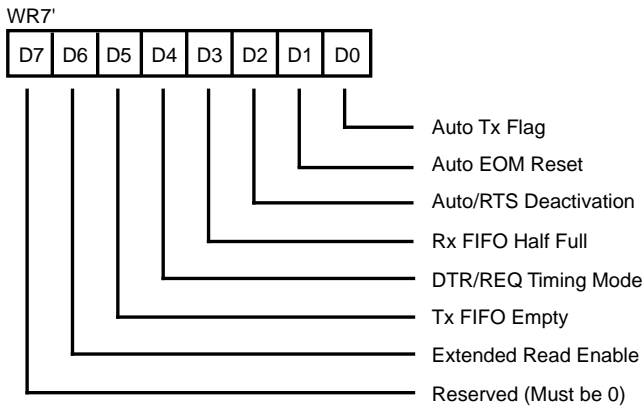 WR7'
D7 D6 D5 D4 D3 D2 D1 D0
Auto Tx Flag
Auto EOM Reset
Auto/RTS Deactivation
Rx FIFO Half Full
DTR/REQ Timing Mode
Tx FIFO Empty
Extended Read Enable
Reserved (Must be 0)